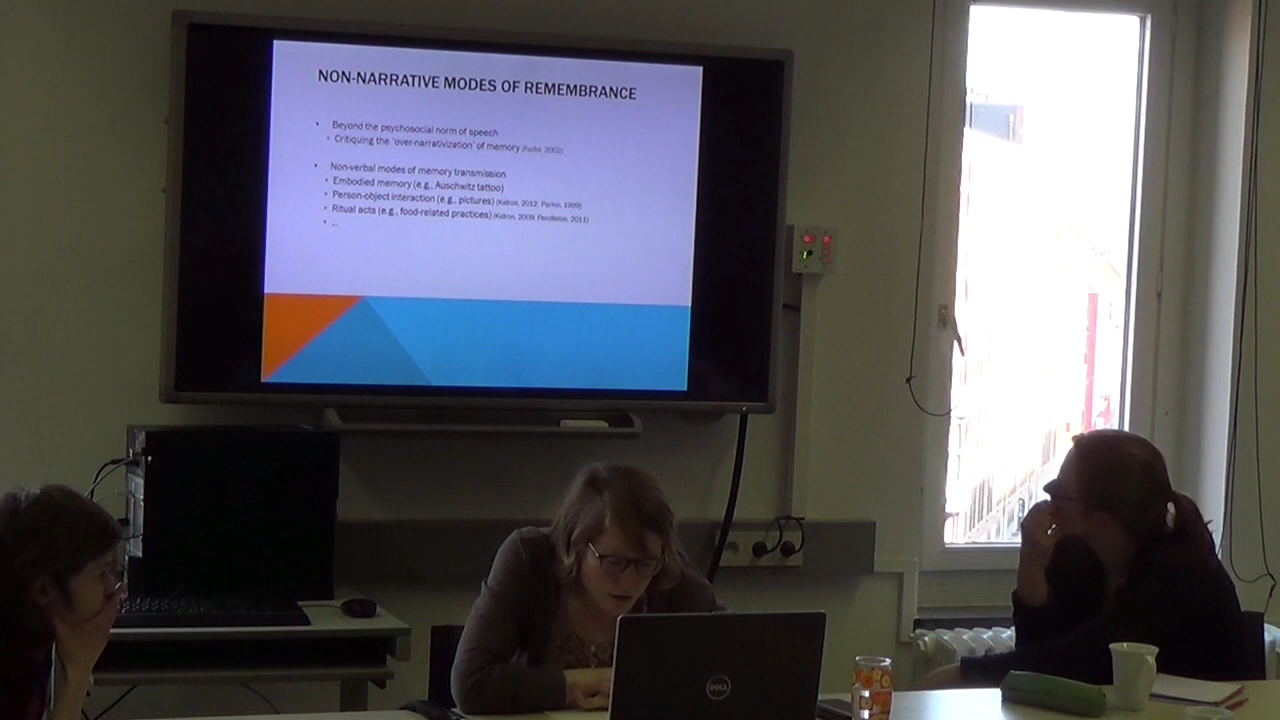 NON-NARRATIVE MODES OF REMEMBRANCE
• Beyond the psychosocial norm of speech
• Critiquing the 'over-narrativization' of memory (Fuchs, 2002)
• Non-verbal modes of memory transmission
• Embodied memory (e.g., Auschwitz tattoo)
• Person-object interaction (e.g., pictures) (Kidron, 2012; Parkin, 1999)
• Ritual acts (e.g., food-related practices) (Kidron, 2009; Pendleton, 2011)
• ...
DELL